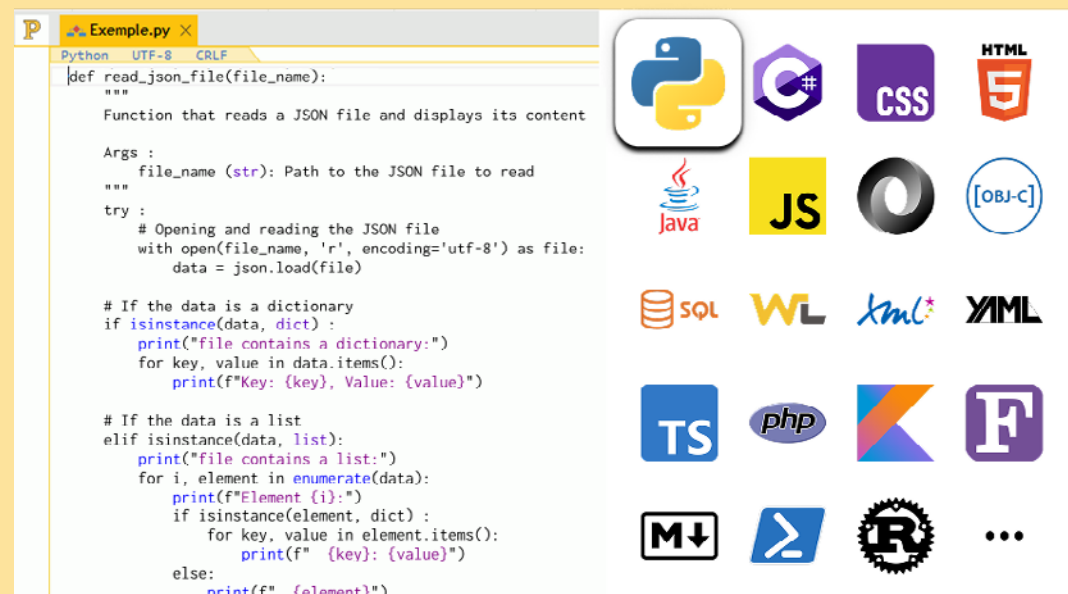 P
Exemple.py
Python UTF-8 CRLF
def read_json_file(file_name):
"""
Function that reads a JSON file and displays its content
Args :
file_name (str): Path to the JSON file to read
"""
try :
# Opening and reading the JSON file
with open(file_name, 'r', encoding='utf-8') as file:
data = json.load(file)
# If the data is a dictionary
if isinstance(data, dict) :
print("file contains a dictionary:")
for key, value in data.items():
print(f"Key: {key}, Value: {value}")
# If the data is a list
elif isinstance(data, list):
print("file contains a list:")
for i, element in enumerate(data):
print(f"Element {i}:")
if isinstance(element, dict) :
for key, value in element.items():
print(f"  {key}: {value}")
else:
print(f"  {element}")
C#
CSS
HTML
5
Java
JS
[OBJ-C]
SQL
WL
Xml
YAML
TS
php
F
M
R
...